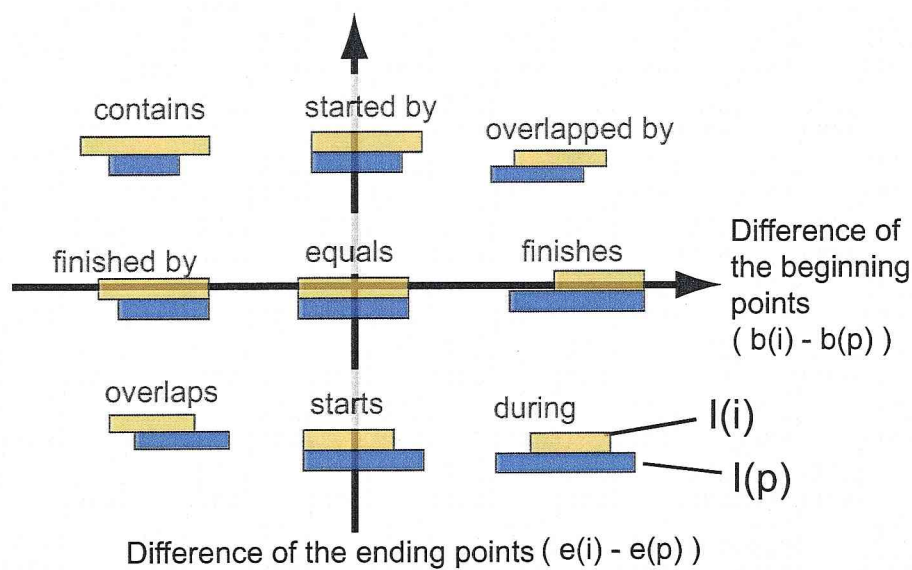 contains
started by
overlapped by
finished by
equals
finishes
Difference of
the beginning
points
( b(i) - b(p) )
overlaps
starts
during
I(i)
I(p)
Difference of the ending points ( e(i) - e(p) )